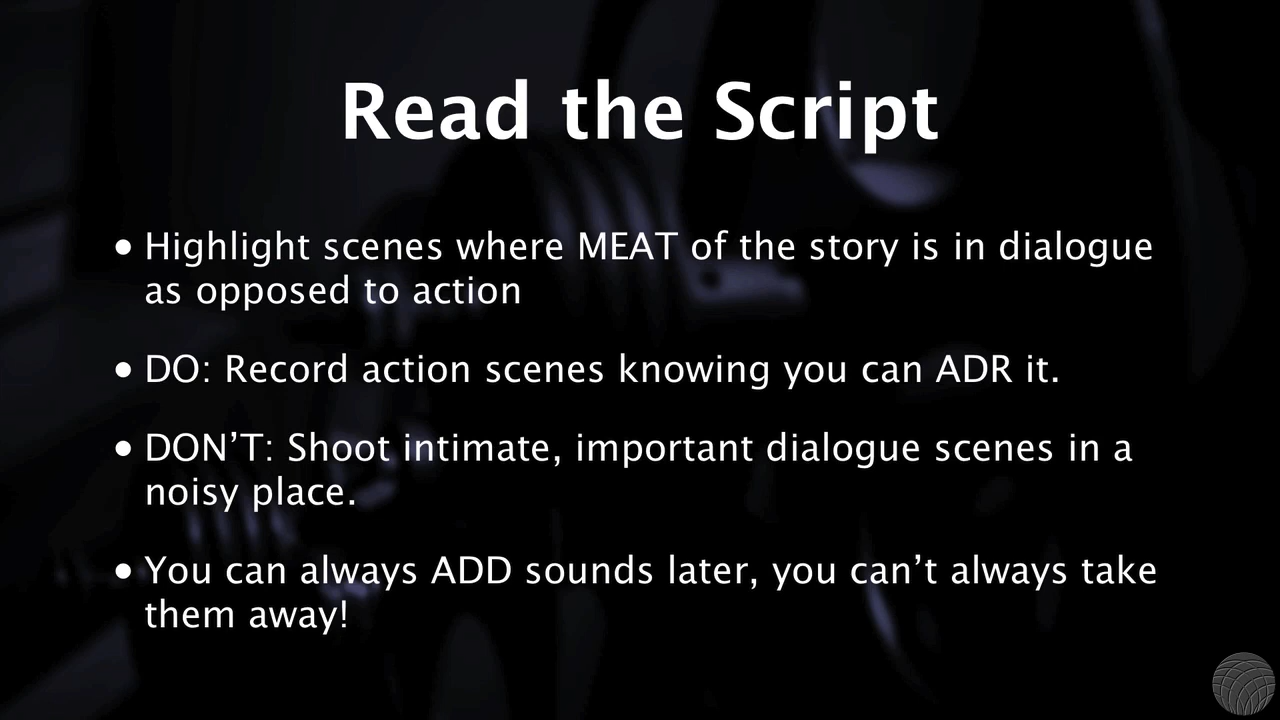 Read the Script
• Highlight scenes where MEAT of the story is in dialogue
as opposed to action
• DO: Record action scenes knowing you can ADR it.
• DON’T: Shoot intimate, important dialogue scenes in a
noisy place.
• You can always ADD sounds later, you can’t always take
them away!